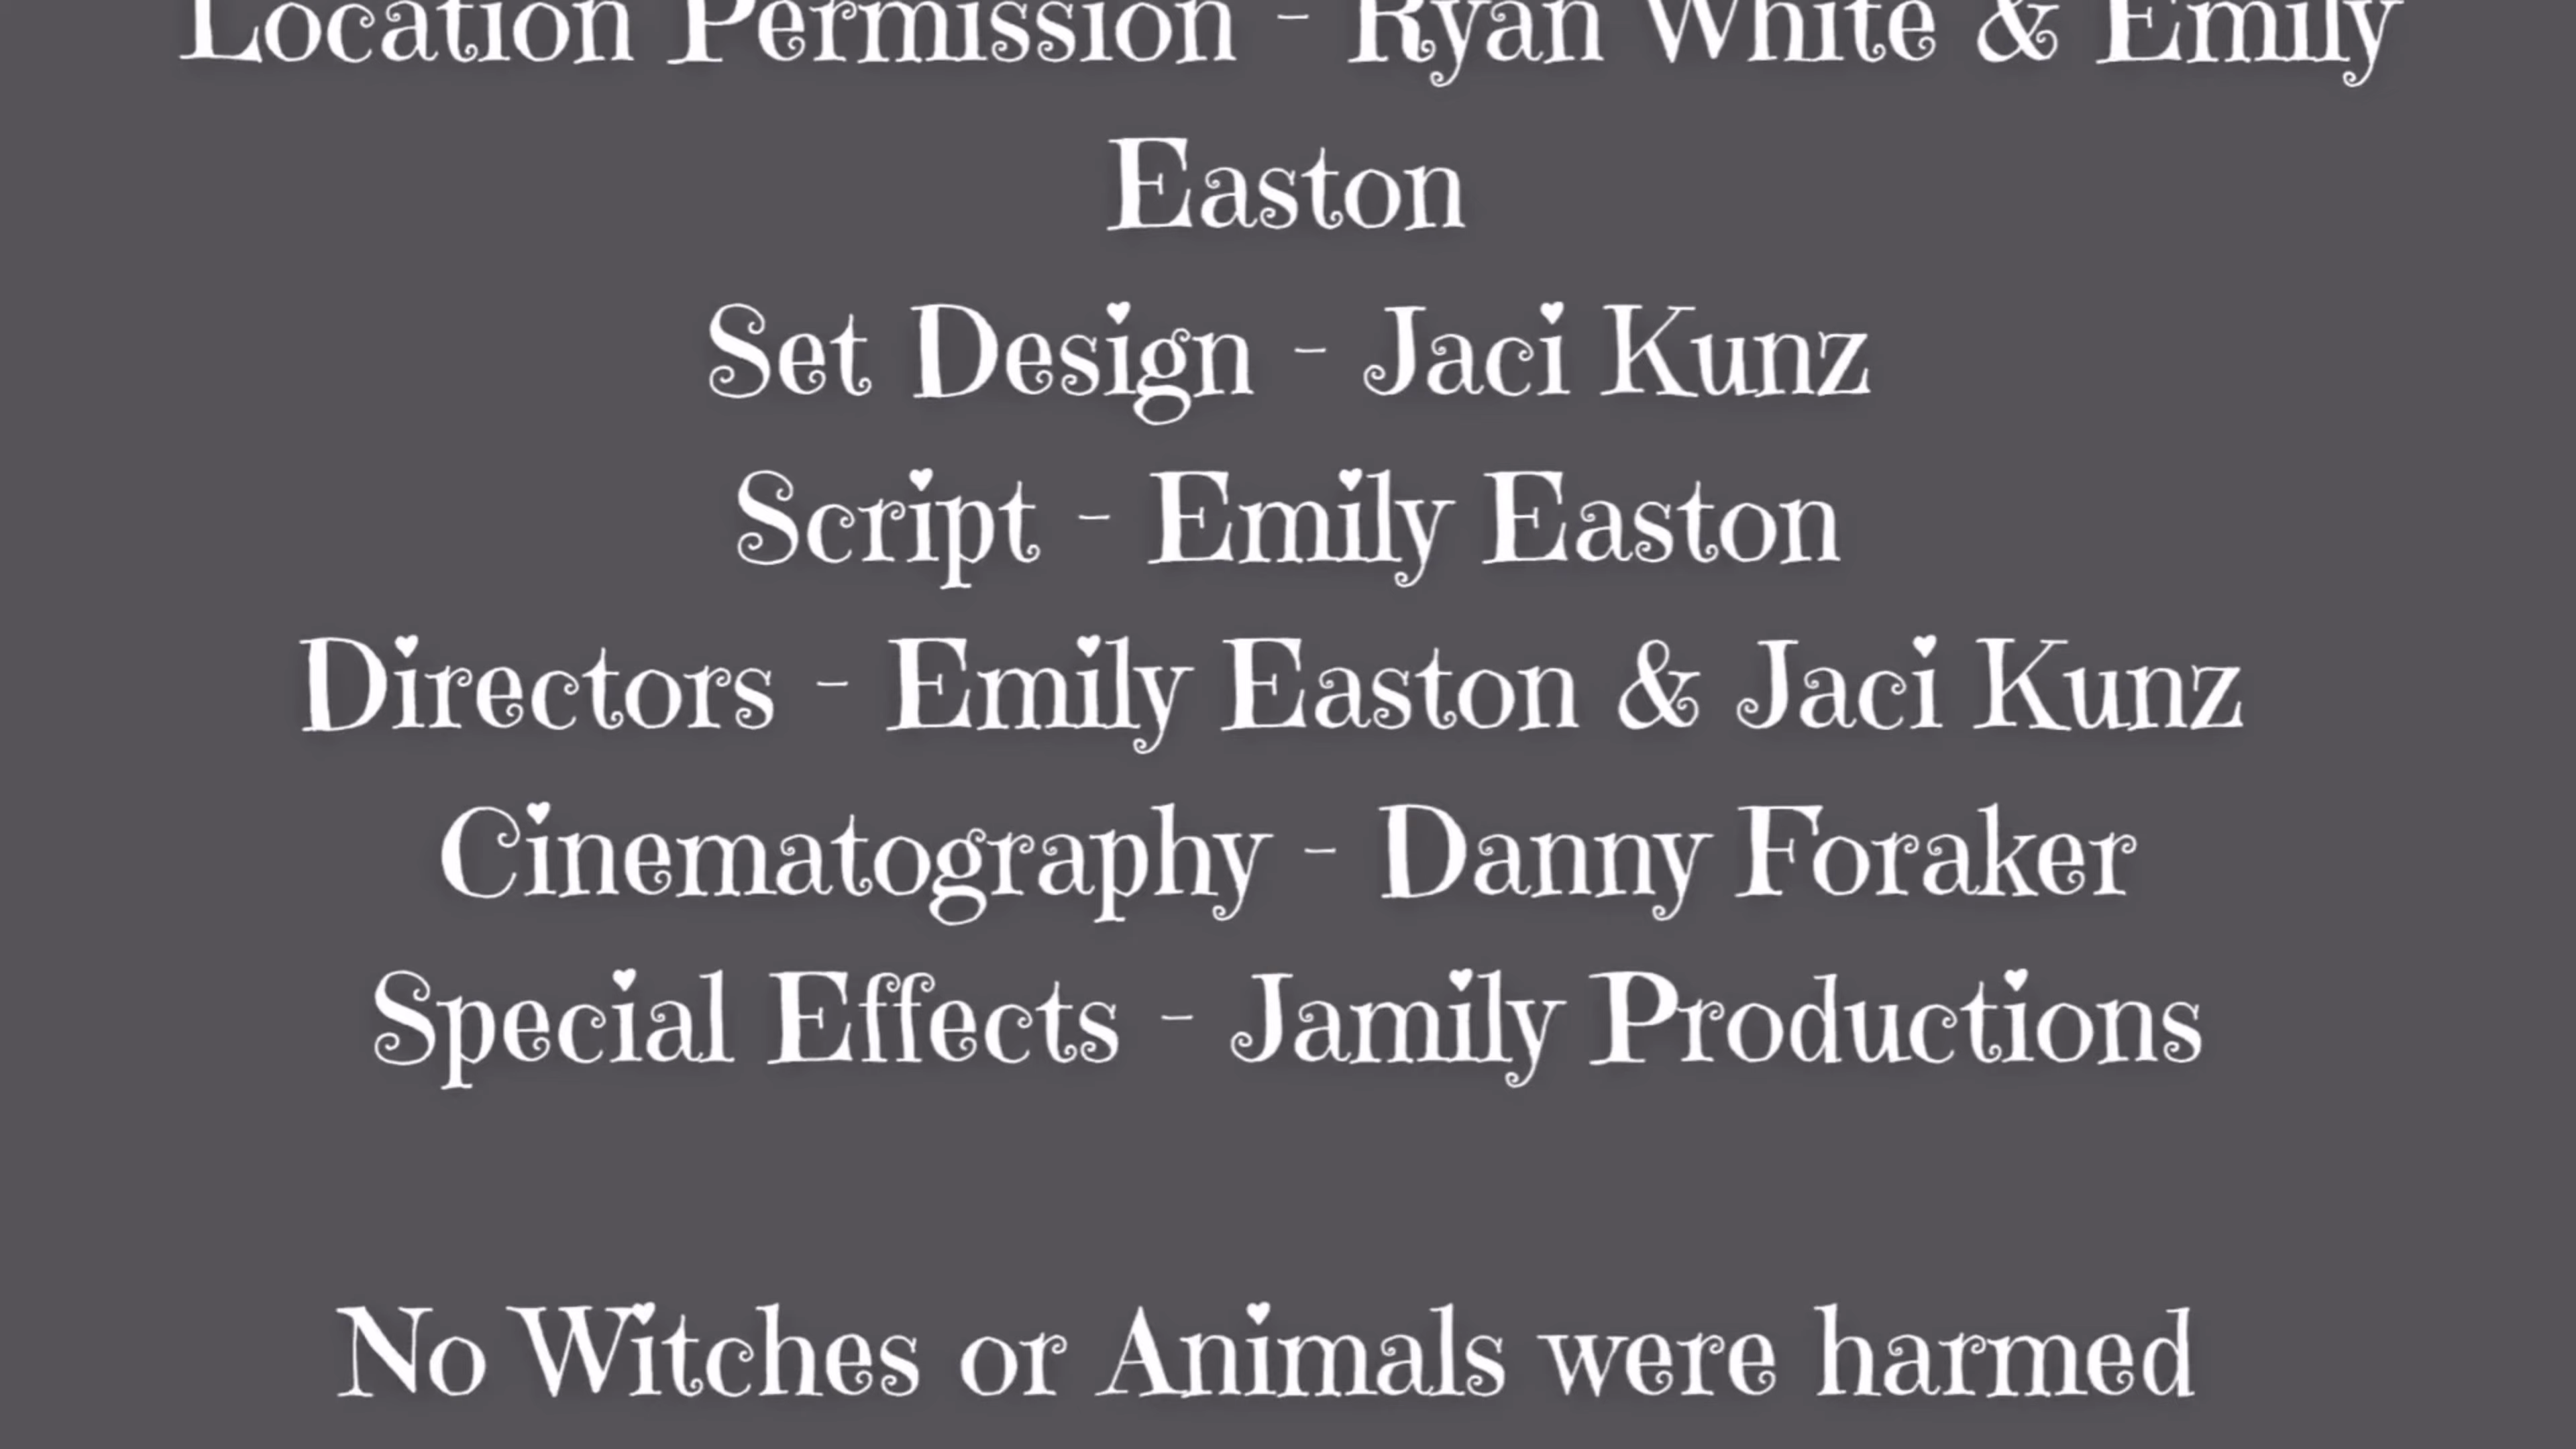 Location Permission - Ryan White & Emily
Easton
Set Design - Jaci Kunz
Script - Emily Easton
Directors - Emily Easton & Jaci Kunz
Cinematography - Danny Foraker
Special Effects - Jamily Productions
No Witches or Animals were harmed